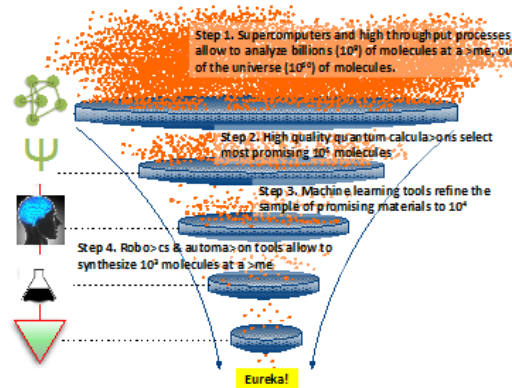 Step 1. Supercomputers and high throughput processes
allow to analyze billions (10⁹) of molecules at a >me, ou
of the universe (10⁶⁰) of molecules.
Ψ
Step 2. High quality quantum calcula>ons select
most promising 10⁶ molecules
Step 3. Machine learning tools refine the
sample of promising materials to 10⁴
Step 4. Robo>cs & automa>on tools allow to
synthesize 10² molecules at a >me
Eureka!